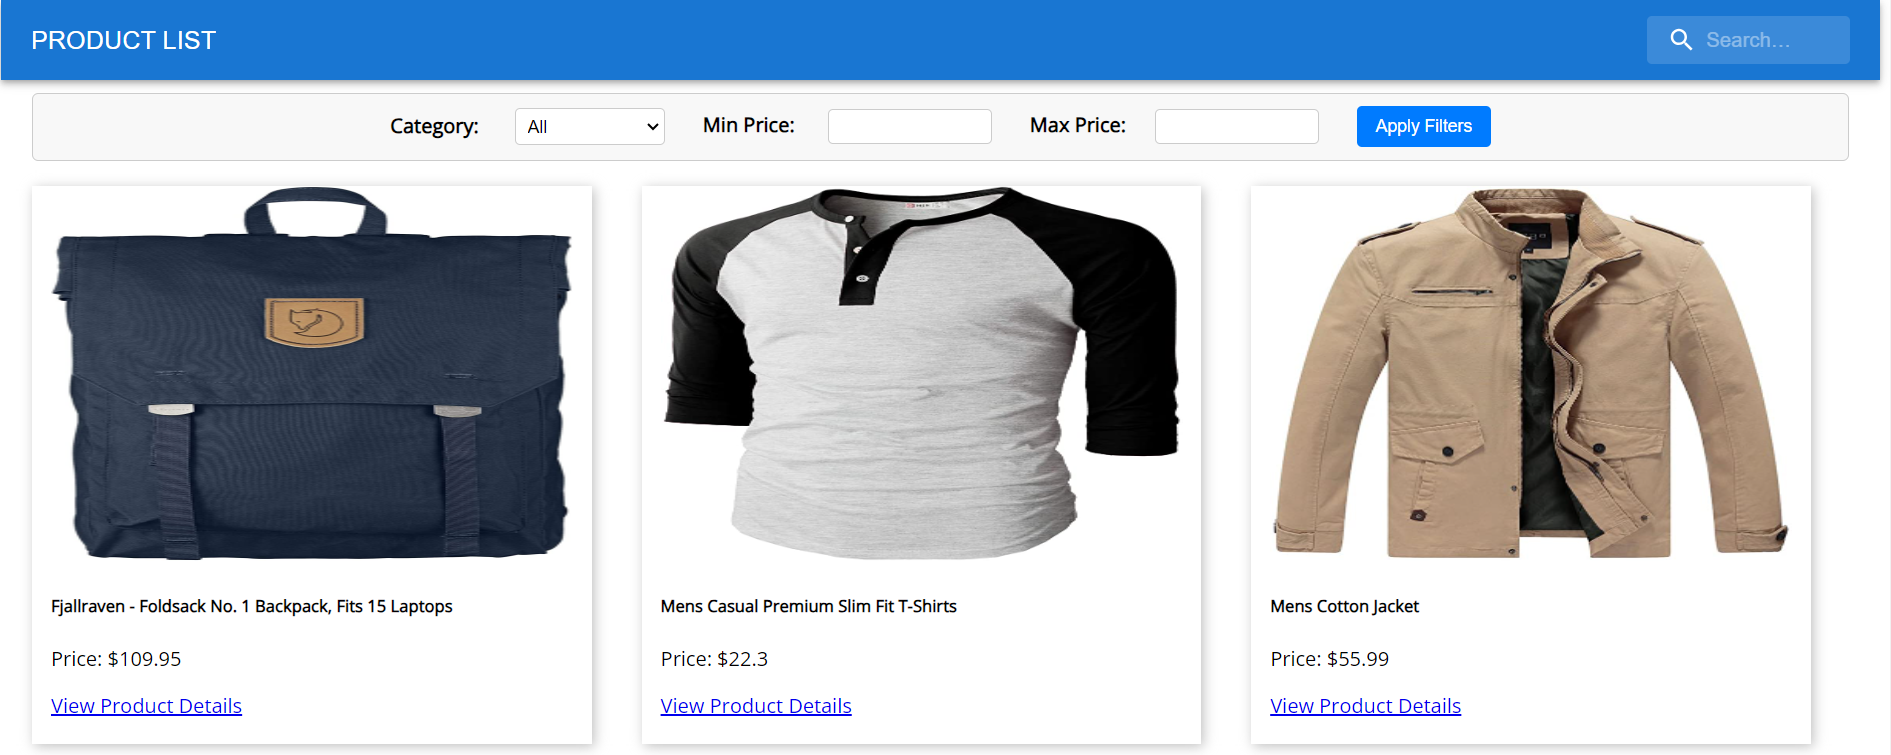 PRODUCT LIST
Search…
Category: All Min Price: Max Price: Apply Filters
Fjallraven - Foldsack No. 1 Backpack, Fits 15 Laptops
Price: $109.95
View Product Details
Mens Casual Premium Slim Fit T-Shirts
Price: $22.3
View Product Details
Mens Cotton Jacket
Price: $55.99
View Product Details